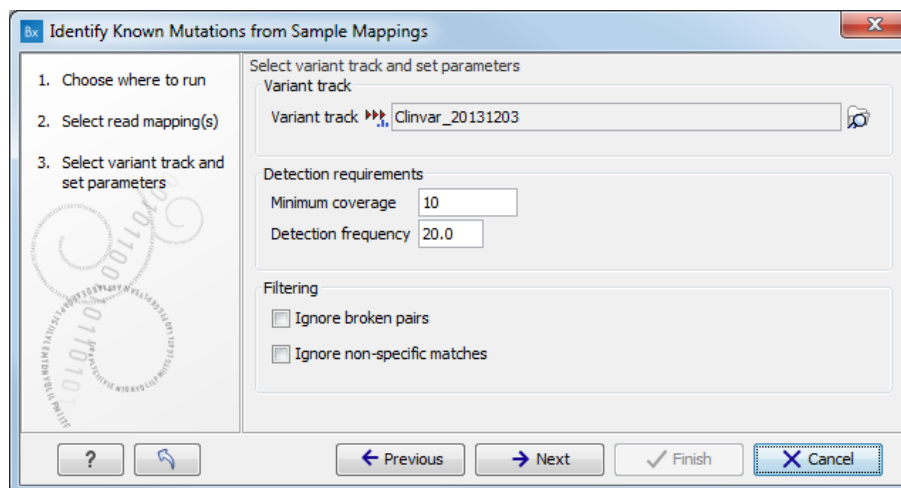 Bx Identify Known Mutations from Sample Mappings
1. Choose where to run
2. Select read mapping(s)
3. Select variant track and
set parameters
Select variant track and set parameters
Variant track
Variant track Clinvar_20131203
Detection requirements
Minimum coverage 10
Detection frequency 20.0
Filtering
Ignore broken pairs
Ignore non-specific matches
? Previous Next Finish Cancel